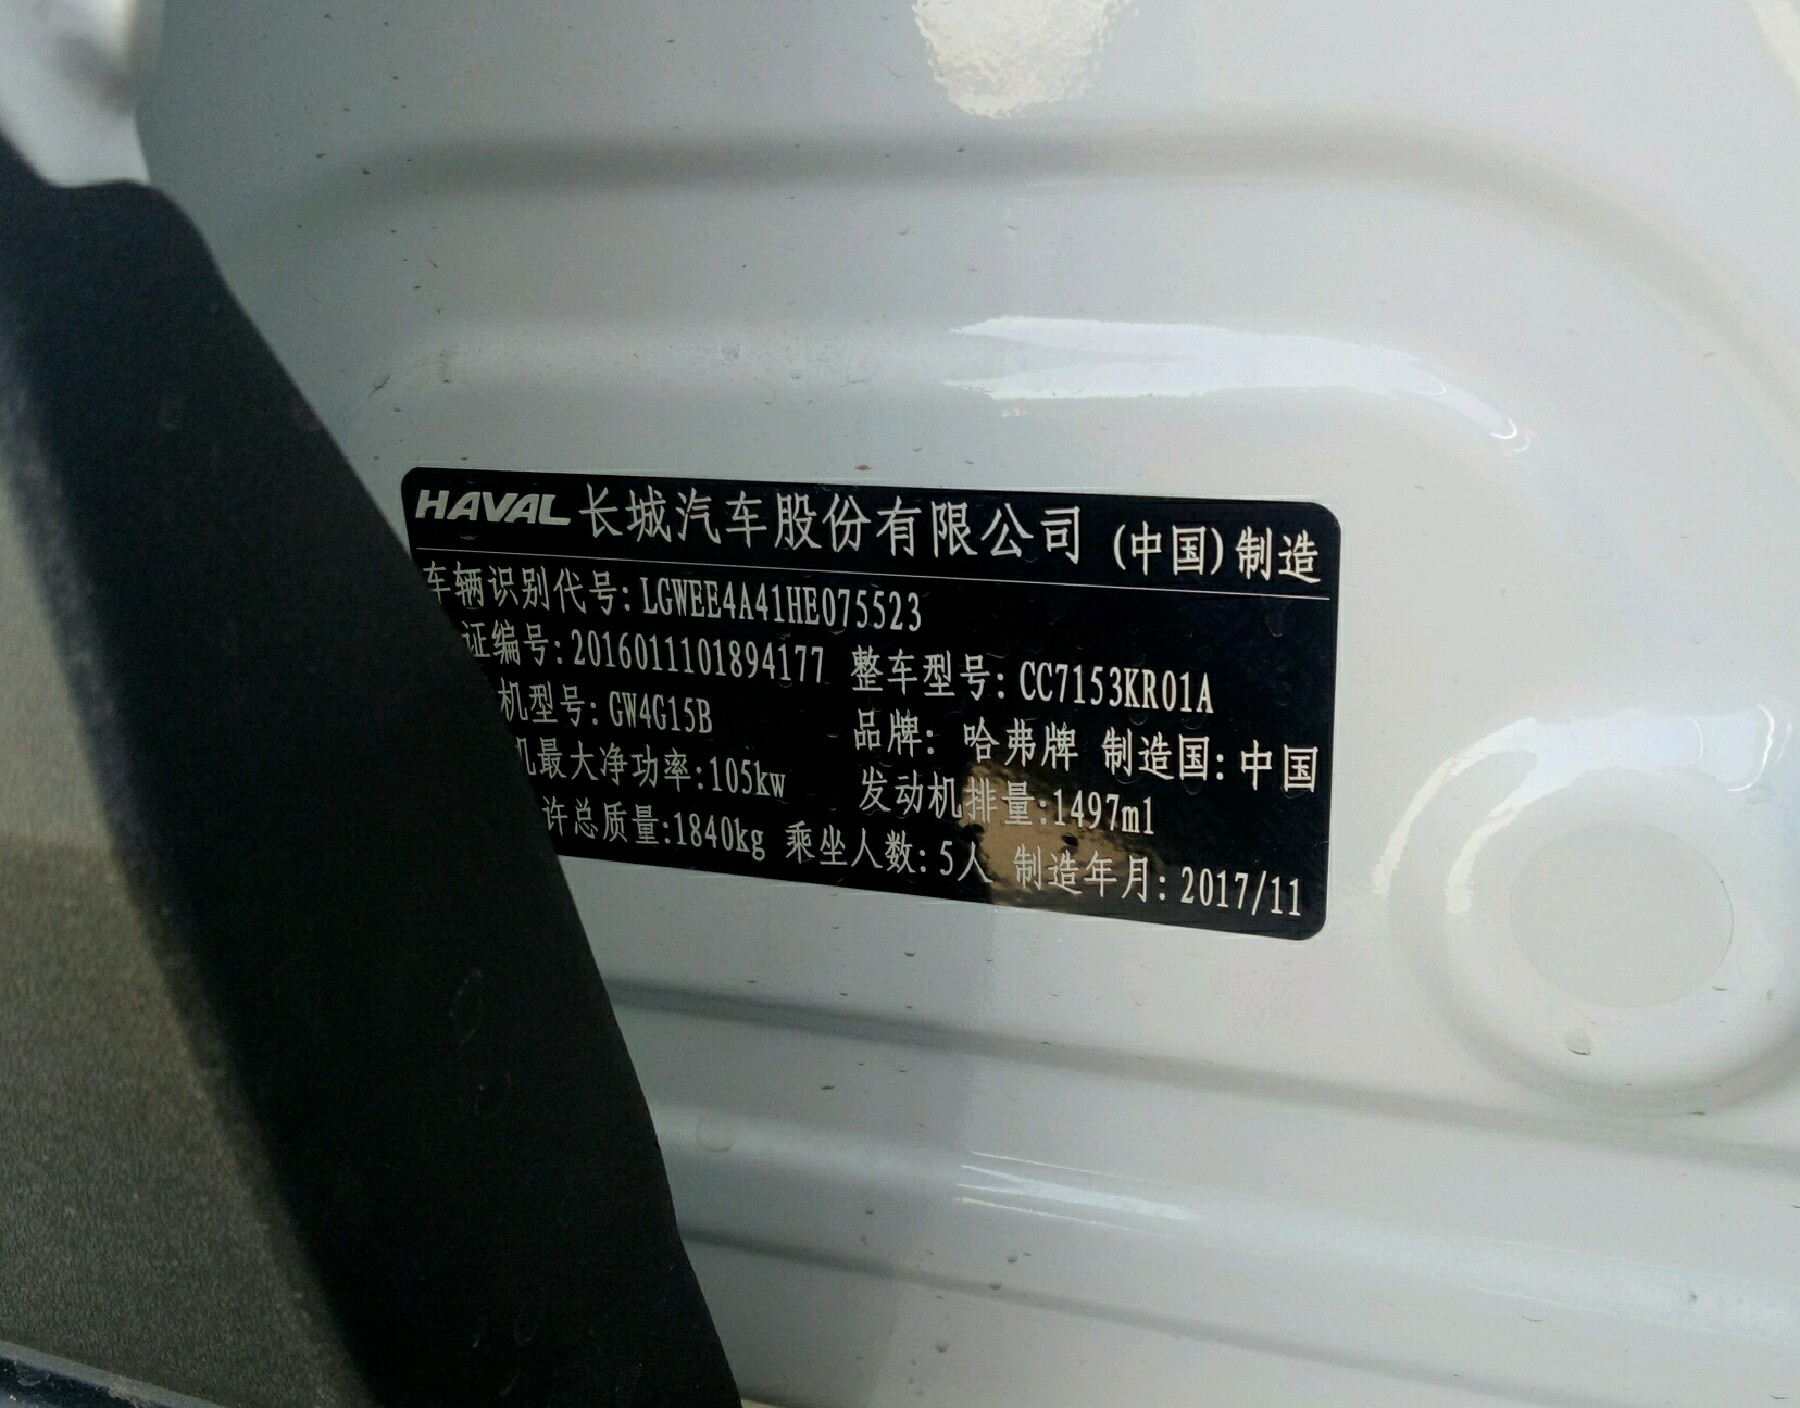 HAVAL 长城汽车股份有限公司 (中国)制造
车辆识别代号: LGWEE4A41HE075523
证编号: 2016011101894177 整车型号: CC7153KR01A
机型号: GW4G15B 品牌: 哈弗牌 制造国: 中国
机最大净功率:105kw 发动机排量:1497ml
许总质量:1840kg 乘坐人数: 5人 制造年月: 2017/11